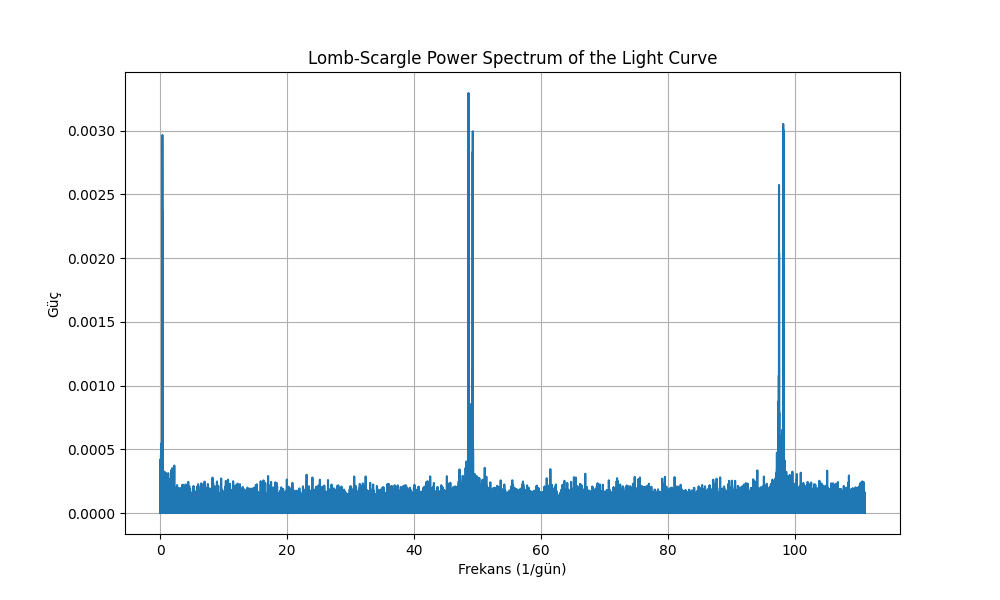 Lomb-Scargle Power Spectrum of the Light Curve
Güç
0.0030
0.0025
0.0020
0.0015
0.0010
0.0005
0.0000
0 20 40 60 80 100
Frekans (1/gün)